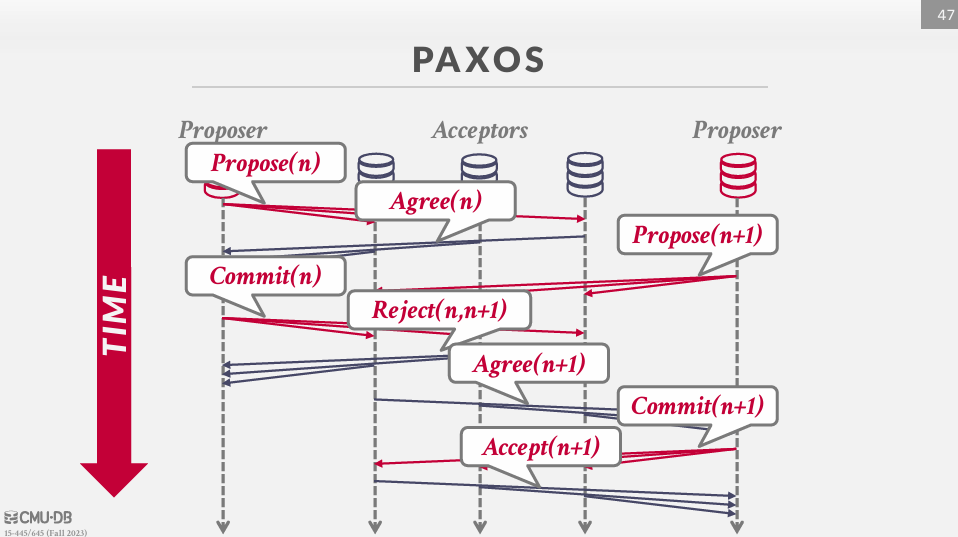 47
PAXOS
Proposer
Acceptors
Proposer
Propose(n)
Agree(n)
Propose(n+1)
Commit(n)
TIME
Reject(n,n+1)
Agree(n+1)
Commit(n+1)
Accept(n+1)
CMU·DB
15-445/645 (Fall 2023)